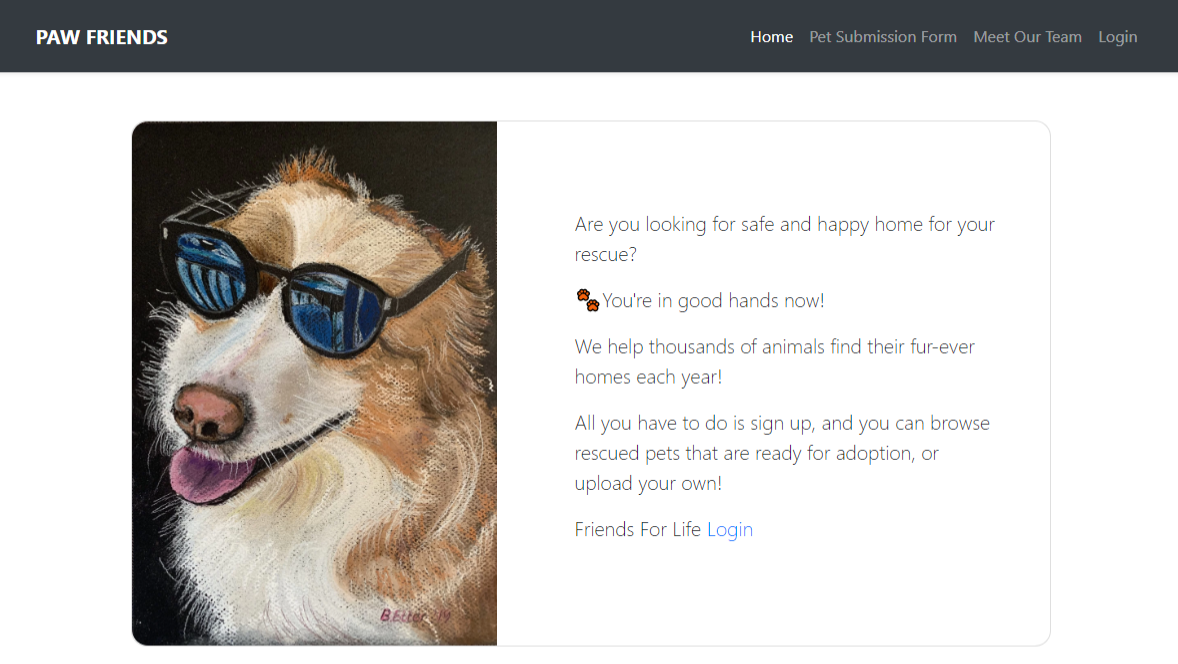 PAW FRIENDS
Home Pet Submission Form Meet Our Team Login
Are you looking for safe and happy home for your
rescue?
You're in good hands now!
We help thousands of animals find their fur-ever
homes each year!
All you have to do is sign up, and you can browse
rescued pets that are ready for adoption, or
upload your own!
Friends For Life Login
B.Etter